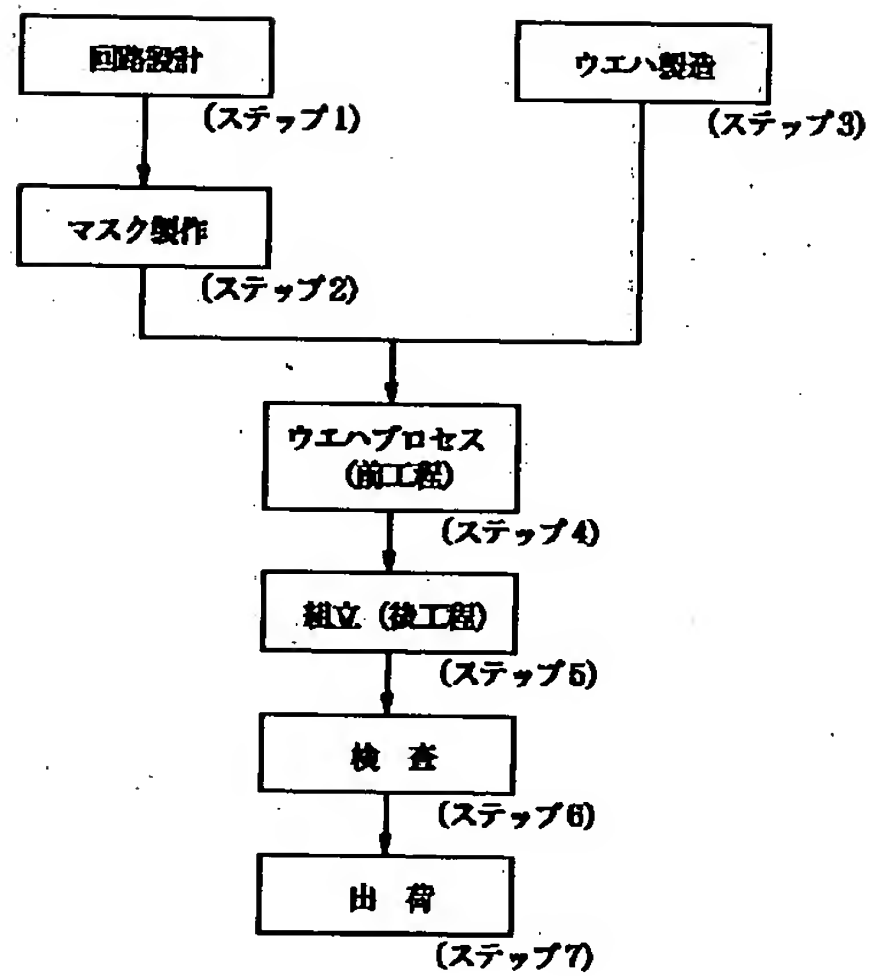 回路設計
(ステップ1)
マスク製作
(ステップ2)
ウエハ製造
(ステップ3)
ウエハプロセス
(前工程)
(ステップ4)
組立 (後工程)
(ステップ5)
検 査
(ステップ6)
出 荷
(ステップ7)